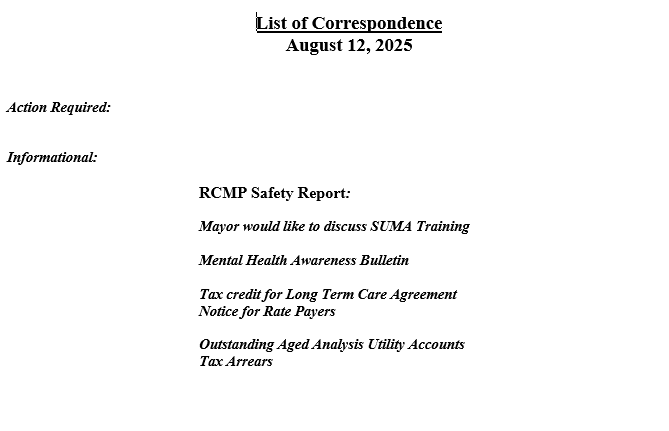 List of Correspondence
August 12, 2025
Action Required:
Informational:
RCMP Safety Report:
Mayor would like to discuss SUMA Training
Mental Health Awareness Bulletin
Tax credit for Long Term Care Agreement
Notice for Rate Payers
Outstanding Aged Analysis Utility Accounts
Tax Arrears